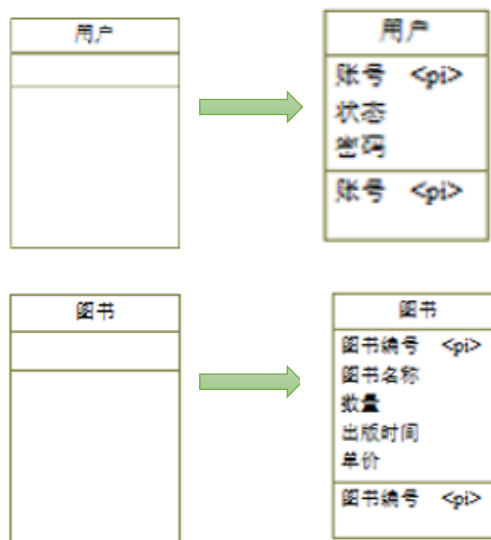 用户
用户
账号 <pi>
状态
密码
账号 <pi>
图书
图书
图书编号 <pi>
图书名称
数量
出版时间
单价
图书编号 <pi>